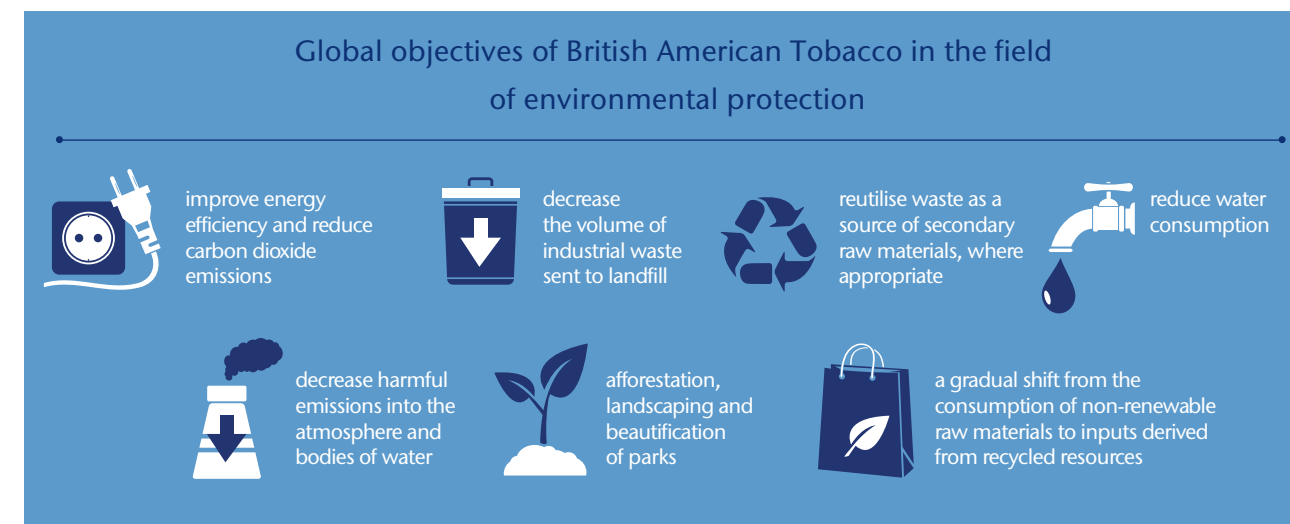 Global objectives of British American Tobacco in the field
of environmental protection
improve energy
efficiency and reduce
carbon dioxide
emissions
decrease
the volume of
industrial waste
sent to landfill
reutilise waste as a
source of secondary
raw materials, where
appropriate
reduce water
consumption
decrease harmful
emissions into the
atmosphere and
bodies of water
afforestation,
landscaping and
beautification
of parks
a gradual shift from the
consumption of non-renewable
raw materials to inputs derived
from recycled resources